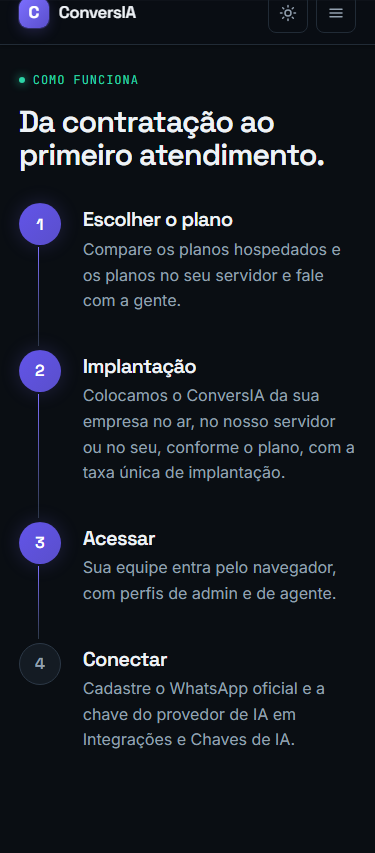 C ConversIA
COMO FUNCIONA
Da contratação ao
primeiro atendimento.
1
Escolher o plano
Compare os planos hospedados e
os planos no seu servidor e fale
com a gente.
2
Implantação
Colocamos o ConversIA da sua
empresa no ar, no nosso servidor
ou no seu, conforme o plano, com a
taxa única de implantação.
3
Acessar
Sua equipe entra pelo navegador,
com perfis de admin e de agente.
4
Conectar
Cadastre o WhatsApp oficial e a
chave do provedor de IA em
Integrações e Chaves de IA.